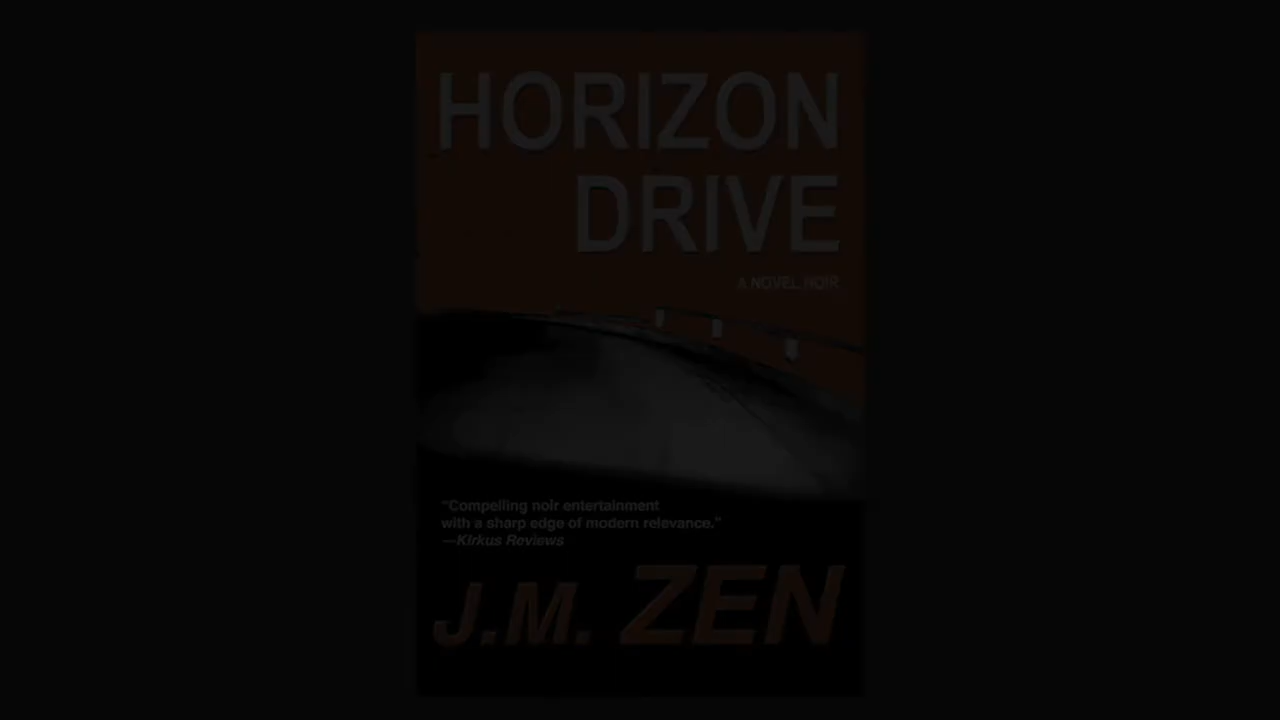 HORIZON
DRIVE
A NOVEL NOIR
"Compelling noir entertainment
with a sharp edge of modern relevance."
—Kirkus Reviews
J.M. ZEN